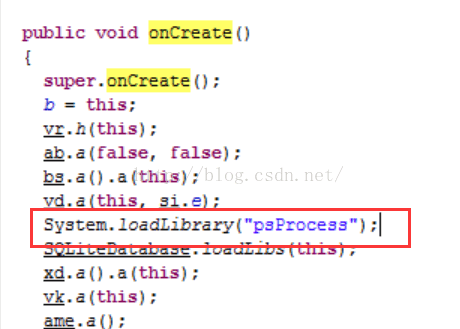 public void onCreate()
{
super.onCreate();
b = this;
vr.h(this);
ab.a(false, false);
bs.a().a(this);
vd.a(this, si.e);
System.loadLibrary("psProcess");
SQLiteDatabase.loadLibs(this);
xd.a().a(this);
vk.a(this);
ame.a();
http://blog.csdn.net/